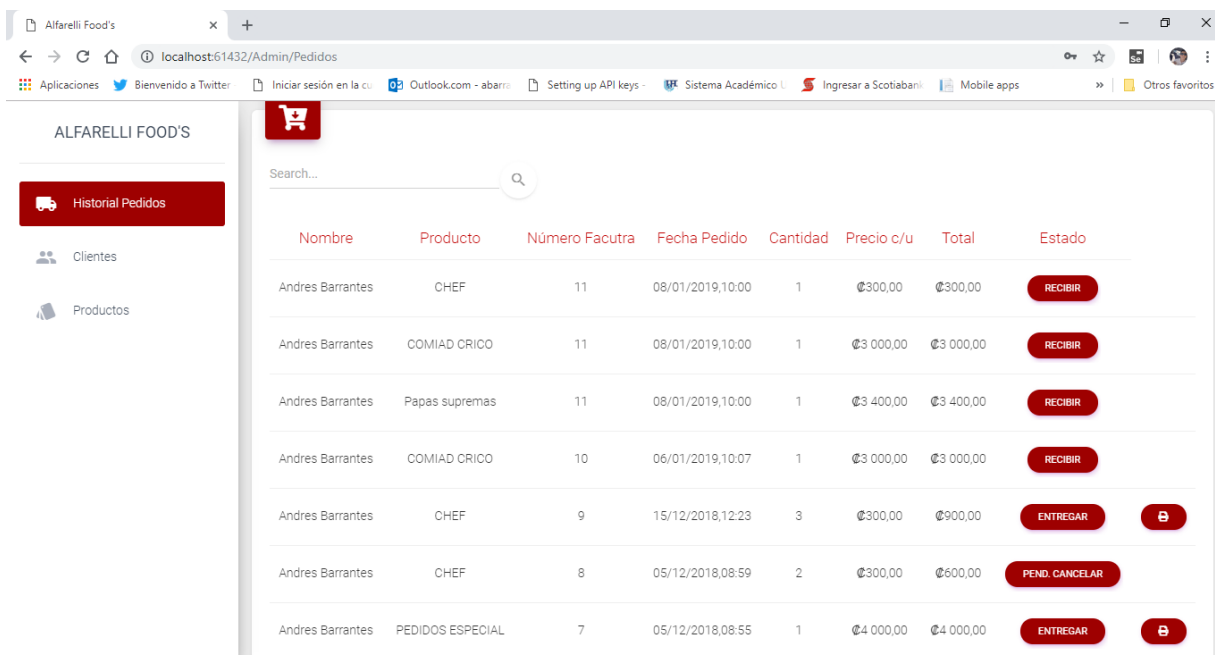 Alfarelli Food's
localhost:61432/Admin/Pedidos
Aplicaciones Bienvenido a Twitter Iniciar sesión en la cu Outlook.com - abarra Setting up API keys - Sistema Académico U Ingresar a Scotiabank Mobile apps » Otros favoritos
ALFARELLI FOOD'S
Historial Pedidos
Clientes
Productos
Search...
Nombre Producto Número Facutra Fecha Pedido Cantidad Precio c/u Total Estado
Andres Barrantes CHEF 11 08/01/2019,10:00 1 ₡300,00 ₡300,00 RECIBIR
Andres Barrantes COMIAD CRICO 11 08/01/2019,10:00 1 ₡3 000,00 ₡3 000,00 RECIBIR
Andres Barrantes Papas supremas 11 08/01/2019,10:00 1 ₡3 400,00 ₡3 400,00 RECIBIR
Andres Barrantes COMIAD CRICO 10 06/01/2019,10:07 1 ₡3 000,00 ₡3 000,00 RECIBIR
Andres Barrantes CHEF 9 15/12/2018,12:23 3 ₡300,00 ₡900,00 ENTREGAR
Andres Barrantes CHEF 8 05/12/2018,08:59 2 ₡300,00 ₡600,00 PEND. CANCELAR
Andres Barrantes PEDIDOS ESPECIAL 7 05/12/2018,08:55 1 ₡4 000,00 ₡4 000,00 ENTREGAR